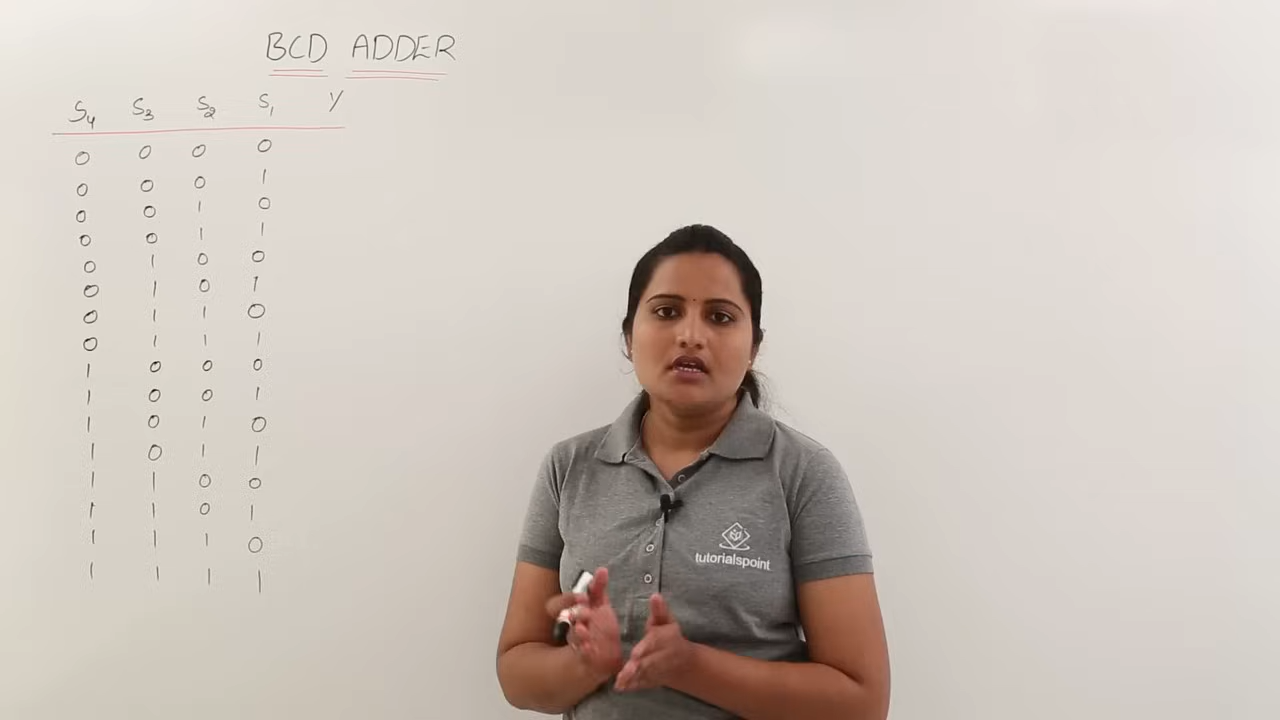 BCD ADDER
S4 S3 S2 S1 Y
0 0 0 0
0 0 0 1
0 0 1 0
0 0 1 1
0 1 0 0
0 1 0 1
0 1 1 0
0 1 1 1
1 0 0 0
1 0 0 1
1 0 1 0
1 0 1 1
1 1 0 0
1 1 0 1
1 1 1 0
1 1 1 1
tutorialspoint